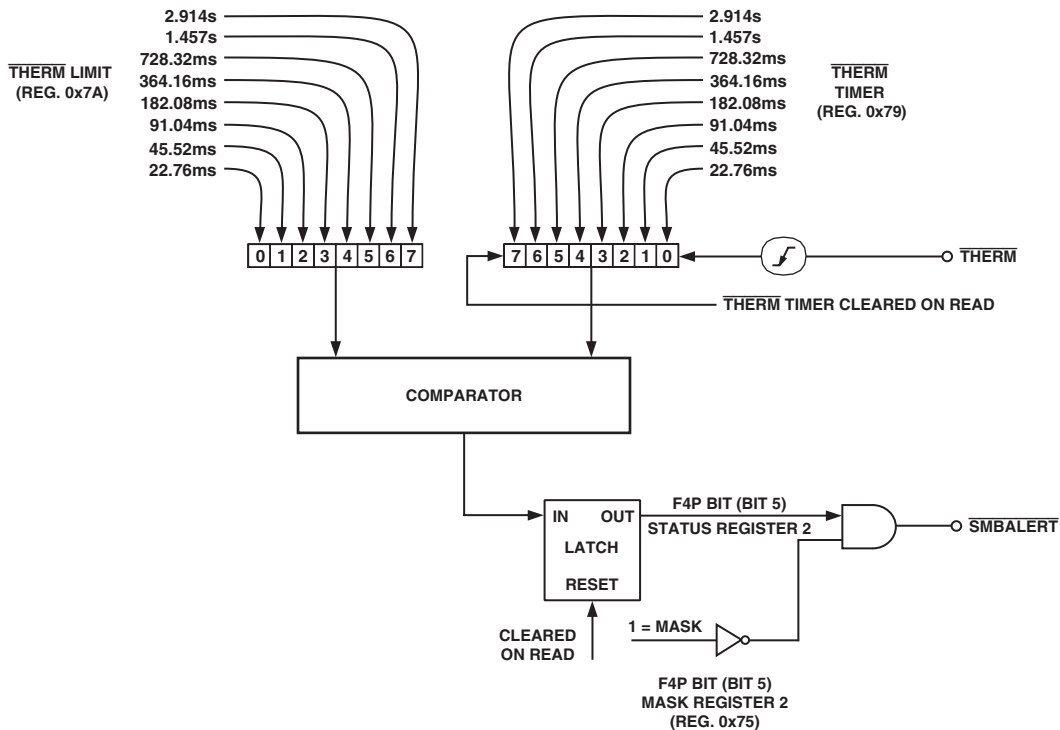 2.914s
1.457s
728.32ms
364.16ms
182.08ms
91.04ms
45.52ms
22.76ms
THERM LIMIT
(REG. 0x7A)
2.914s
1.457s
728.32ms
364.16ms
182.08ms
91.04ms
45.52ms
22.76ms
THERM
TIMER
(REG. 0x79)
0 1 2 3 4 5 6 7
7 6 5 4 3 2 1 0
THERM
THERM TIMER CLEARED ON READ
COMPARATOR
IN OUT
LATCH
RESET
F4P BIT (BIT 5)
STATUS REGISTER 2
SMBALERT
CLEARED
ON READ
1 = MASK
F4P BIT (BIT 5)
MASK REGISTER 2
(REG. 0x75)